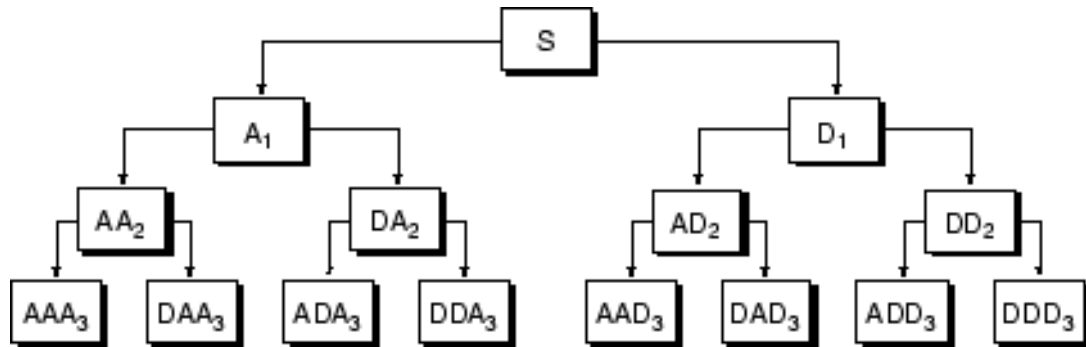 S
A₁ D₁
AA₂ DA₂ AD₂ DD₂
AAA₃ DAA₃ ADA₃ DDA₃ AAD₃ DAD₃ ADD₃ DDD₃